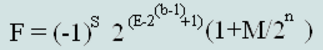 F = (-1)^S 2^(E-2^(b-1)+1) (1+M/2^n )